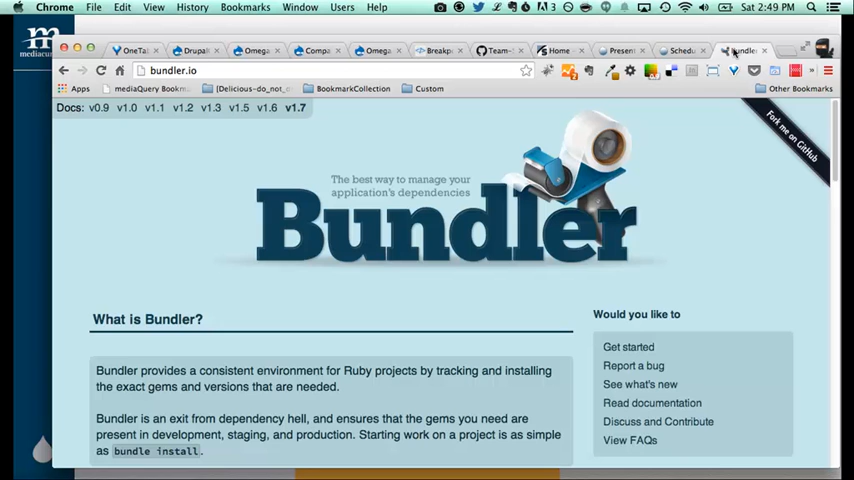 Chrome File Edit View History Bookmarks Window Users Help
3 Sat 2:49 PM
m
mediacu
OneTa Drupal Omega Compa Omega Breakp Team- Home Present Schedu Bundler
bundler.io
Apps mediaQuery Bookm (Delicious-do_not_ BookmarkCollection Custom » Other Bookmarks
Docs: v0.9 v1.0 v1.1 v1.2 v1.3 v1.5 v1.6 v1.7
Fork me on GitHub
The best way to manage your
application's dependencies
Bundler
What is Bundler?
Bundler provides a consistent environment for Ruby projects by tracking and installing
the exact gems and versions that are needed.
Bundler is an exit from dependency hell, and ensures that the gems you need are
present in development, staging, and production. Starting work on a project is as simple
as bundle install.
Would you like to
Get started
Report a bug
See what's new
Read documentation
Discuss and Contribute
View FAQs